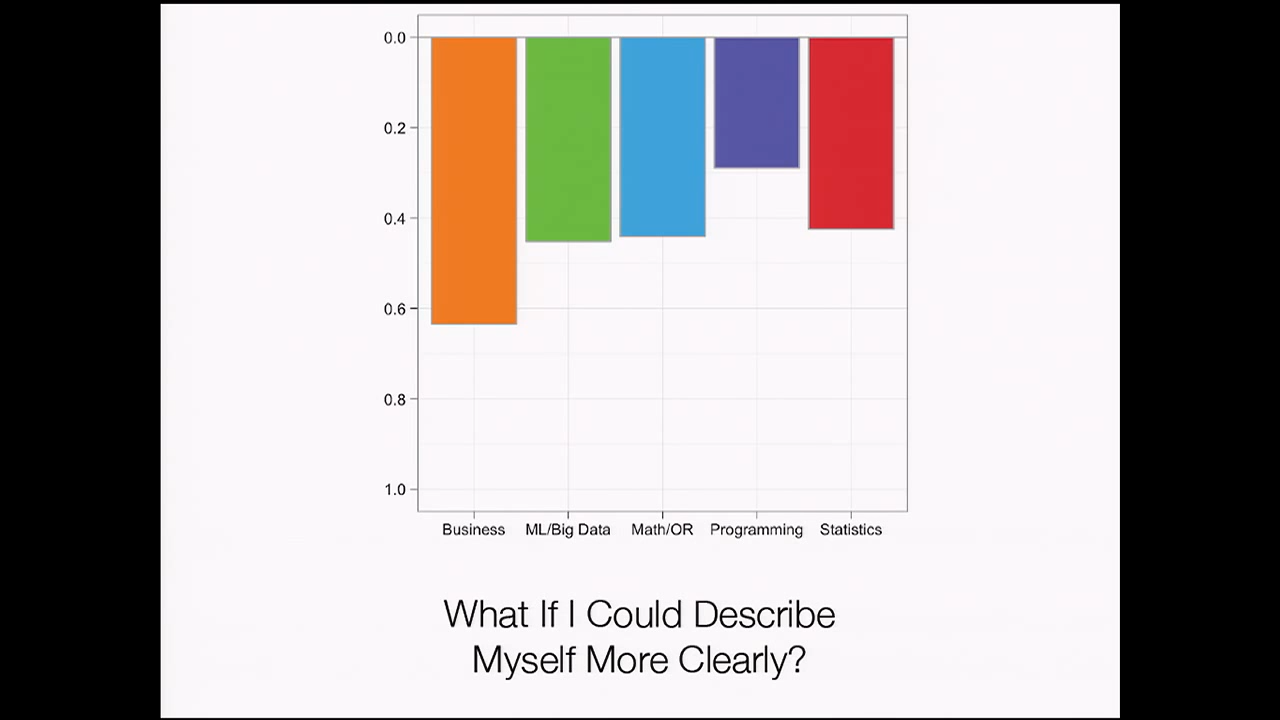 0.0
0.2
0.4
0.6
0.8
1.0
Business ML/Big Data Math/OR Programming Statistics
What If I Could Describe
Myself More Clearly?